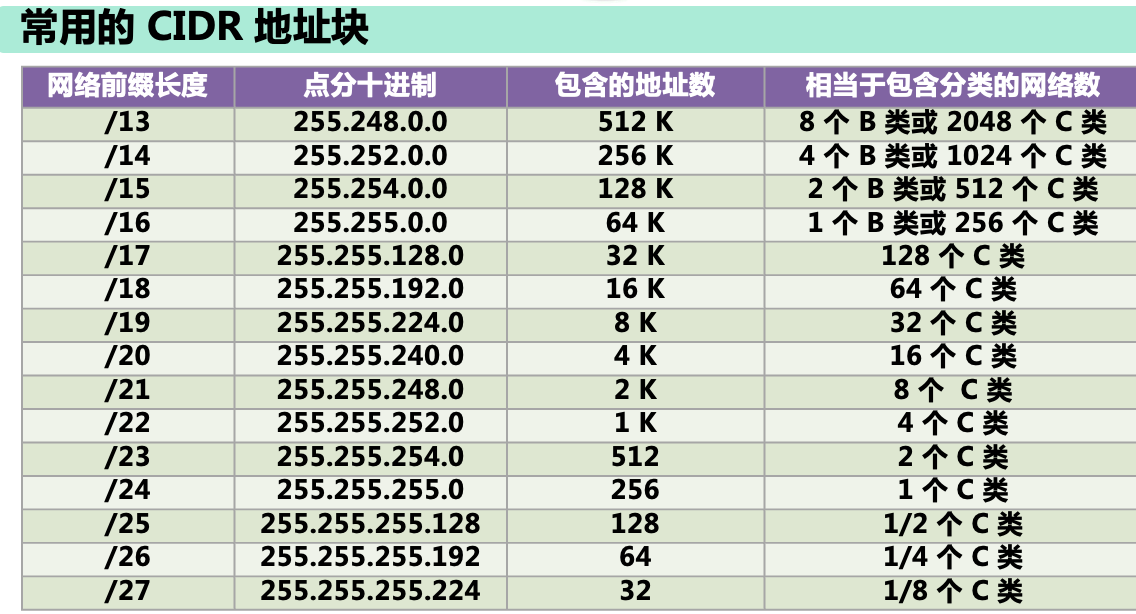 常用的 CIDR 地址块
网络前缀长度 点分十进制 包含的地址数 相当于包含分类的网络数
/13 255.248.0.0 512 K 8 个 B 类或 2048 个 C 类
/14 255.252.0.0 256 K 4 个 B 类或 1024 个 C 类
/15 255.254.0.0 128 K 2 个 B 类或 512 个 C 类
/16 255.255.0.0 64 K 1 个 B 类或 256 个 C 类
/17 255.255.128.0 32 K 128 个 C 类
/18 255.255.192.0 16 K 64 个 C 类
/19 255.255.224.0 8 K 32 个 C 类
/20 255.255.240.0 4 K 16 个 C 类
/21 255.255.248.0 2 K 8 个 C 类
/22 255.255.252.0 1 K 4 个 C 类
/23 255.255.254.0 512 2 个 C 类
/24 255.255.255.0 256 1 个 C 类
/25 255.255.255.128 128 1/2 个 C 类
/26 255.255.255.192 64 1/4 个 C 类
/27 255.255.255.224 32 1/8 个 C 类